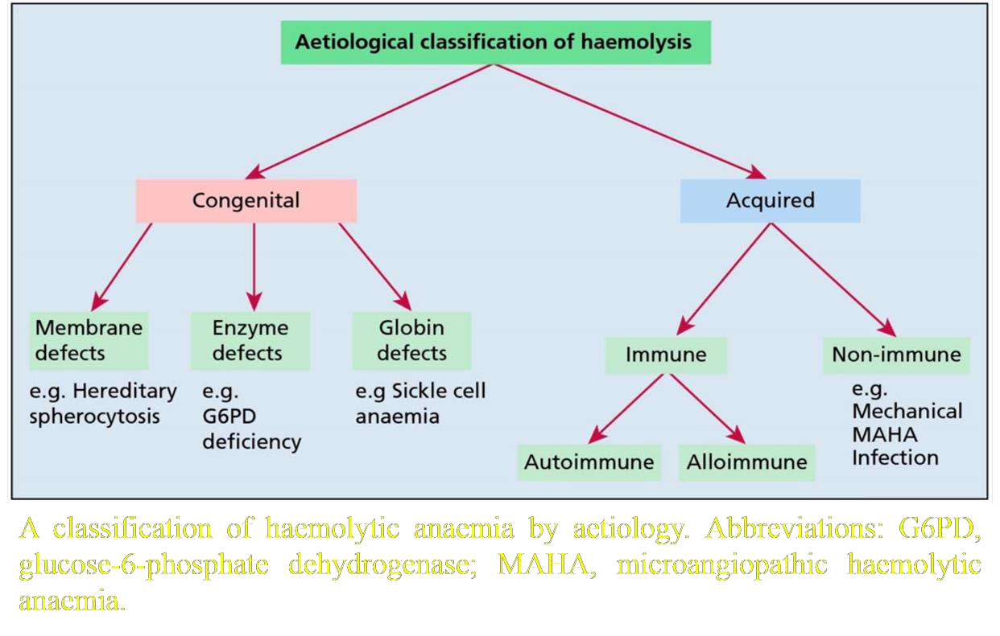 Aetiological classification of haemolysis
Congenital
Acquired
Membrane
defects
e.g. Hereditary
spherocytosis
Enzyme
defects
e.g.
G6PD
deficiency
Globin
defects
e.g Sickle cell
anaemia
Immune
Autoimmune
Alloimmune
Non-immune
e.g.
Mechanical
MAHA
Infection
A classification of haemolytic anaemia by aetiology. Abbreviations: G6PD,
glucose-6-phosphate dehydrogenase; MAHA, microangiopathic haemolytic
anaemia.